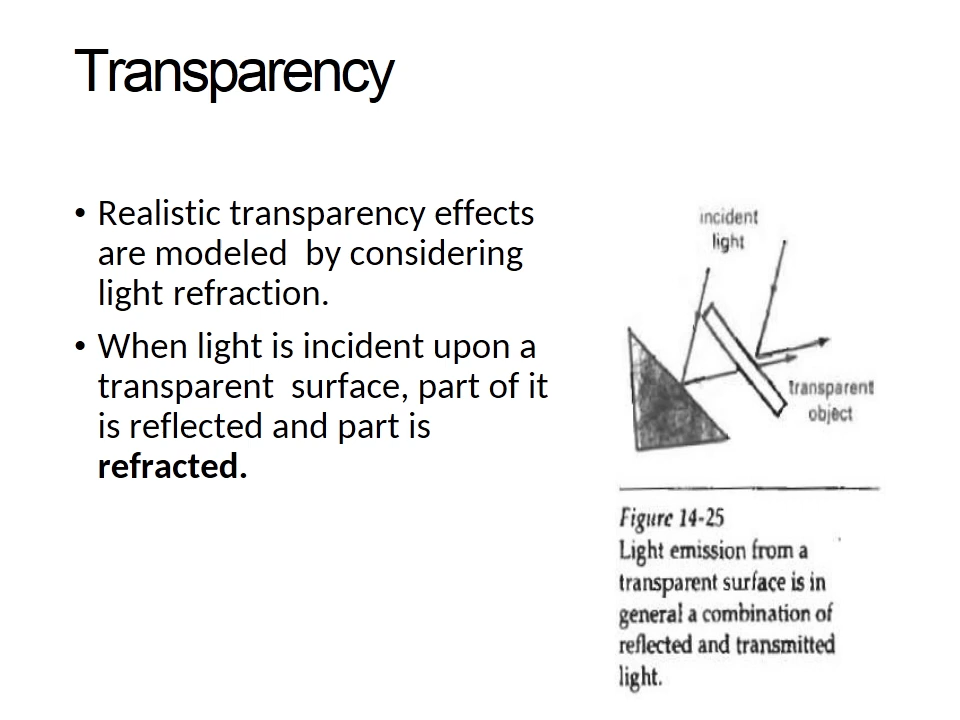 Transparency
• Realistic transparency effects
are modeled  by considering
light refraction.
• When light is incident upon a
transparent  surface, part of it
is reflected and part is
refracted.
incident
light
transparent
object
Figure 14-25
Light emission from a
transparent surface is in
general a combination of
reflected and transmitted
light.